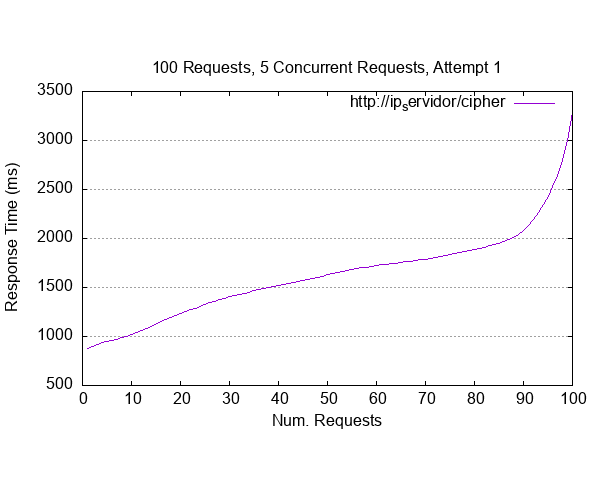 100 Requests, 5 Concurrent Requests, Attempt 1
3500
http://ip_servidor/cipher
3000
2500
2000
1500
1000
500
Response Time (ms)
0 10 20 30 40 50 60 70 80 90 100
Num. Requests